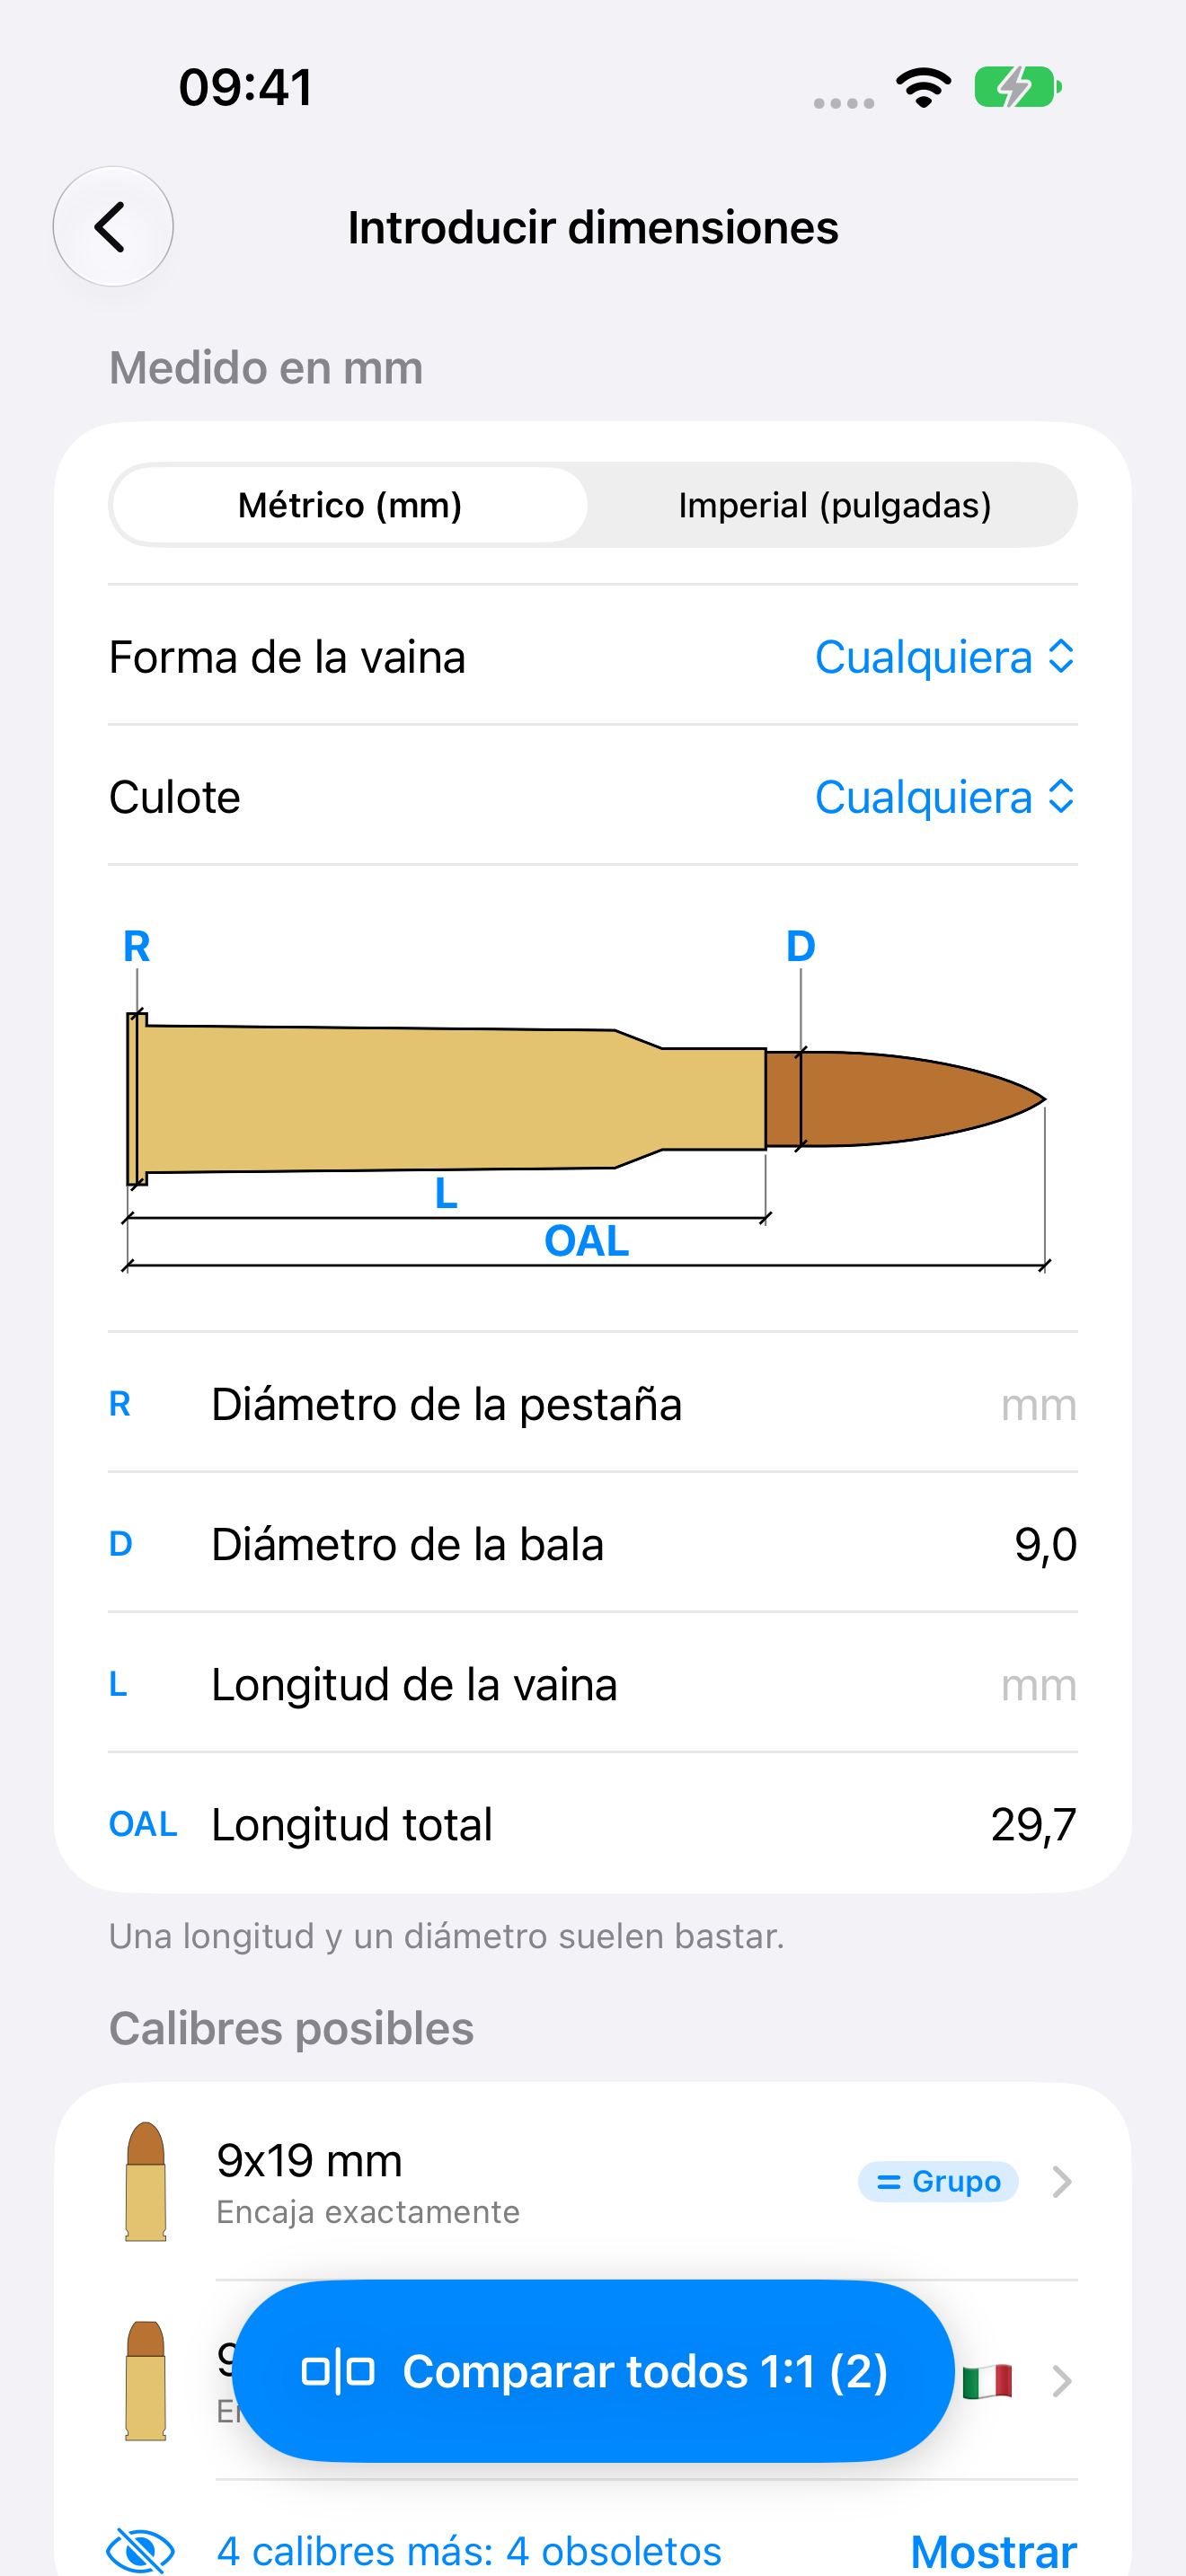 09:41
Introducir dimensiones
Medido en mm
Métrico (mm)
Imperial (pulgadas)
Forma de la vaina
Cualquiera
Culote
Cualquiera
R
D
L
OAL
R Diámetro de la pestaña mm
D Diámetro de la bala 9,0
L Longitud de la vaina mm
OAL Longitud total 29,7
Una longitud y un diámetro suelen bastar.
Calibres posibles
9x19 mm
Encaja exactamente
= Grupo
Comparar todos 1:1 (2)
4 calibres más: 4 obsoletos
Mostrar